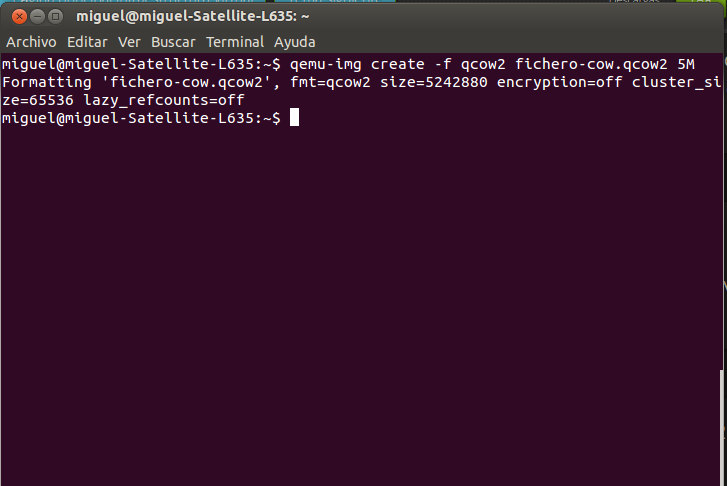 miguel@miguel-Satellite-L635: ~
Archivo Editar Ver Buscar Terminal Ayuda
miguel@miguel-Satellite-L635:~$ qemu-img create -f qcow2 fichero-cow.qcow2 5M
Formatting 'fichero-cow.qcow2', fmt=qcow2 size=5242880 encryption=off cluster_si
ze=65536 lazy_refcounts=off
miguel@miguel-Satellite-L635:~$